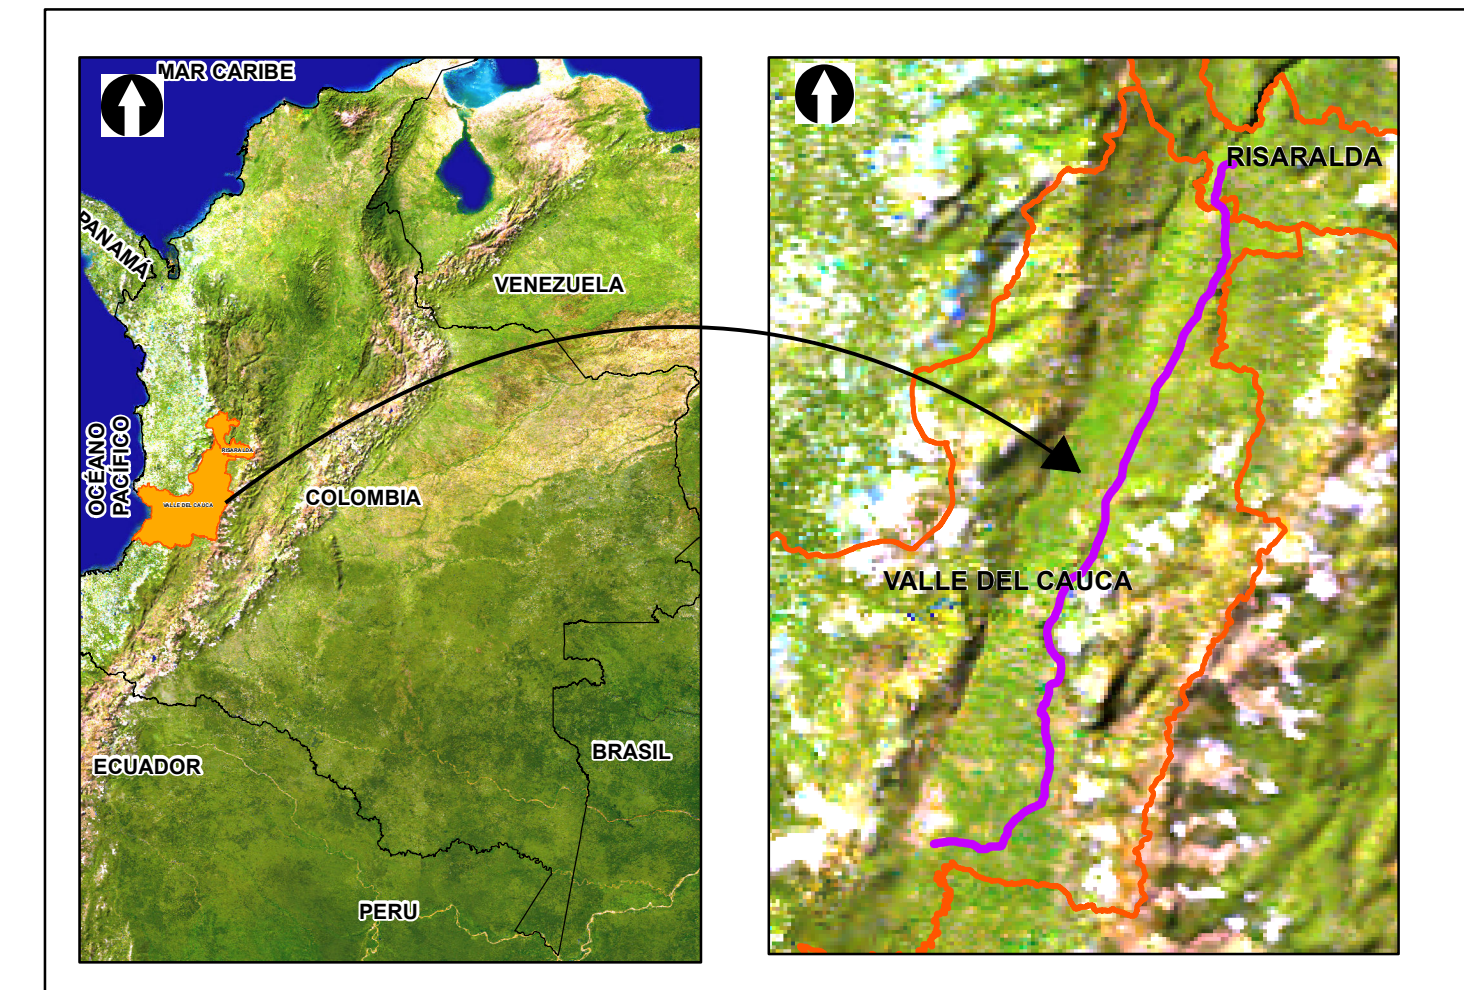 MAR CARIBE
PANAMÁ
VENEZUELA
OCÉANO
PACÍFICO
RISARALDA
VALLE DEL CAUCA
COLOMBIA
ECUADOR
BRASIL
PERU
RISARALDA
VALLE DEL CAUCA